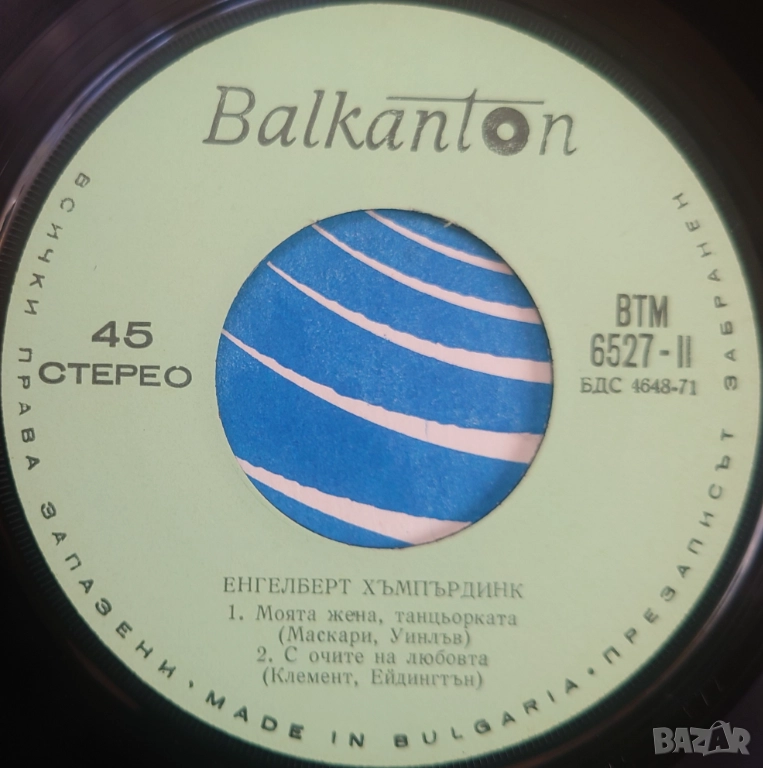 Balkanton
45
СТЕРЕО
ВТМ
6527-II
БДС 4648-71
ЕНГЕЛБЕРТ ХЪМПЪРДИНК
1. Моята жена, танцьорката
(Маскари, Уинлъв)
2. С очите на любовта
(Клемент, Ейдингтън)
ВСИЧКИ ПРАВА ЗАПАЗЕНИ • MADE IN BULGARIA • ПРЕЗАПИСЪТ ЗАБРАНЕН
BAZAR